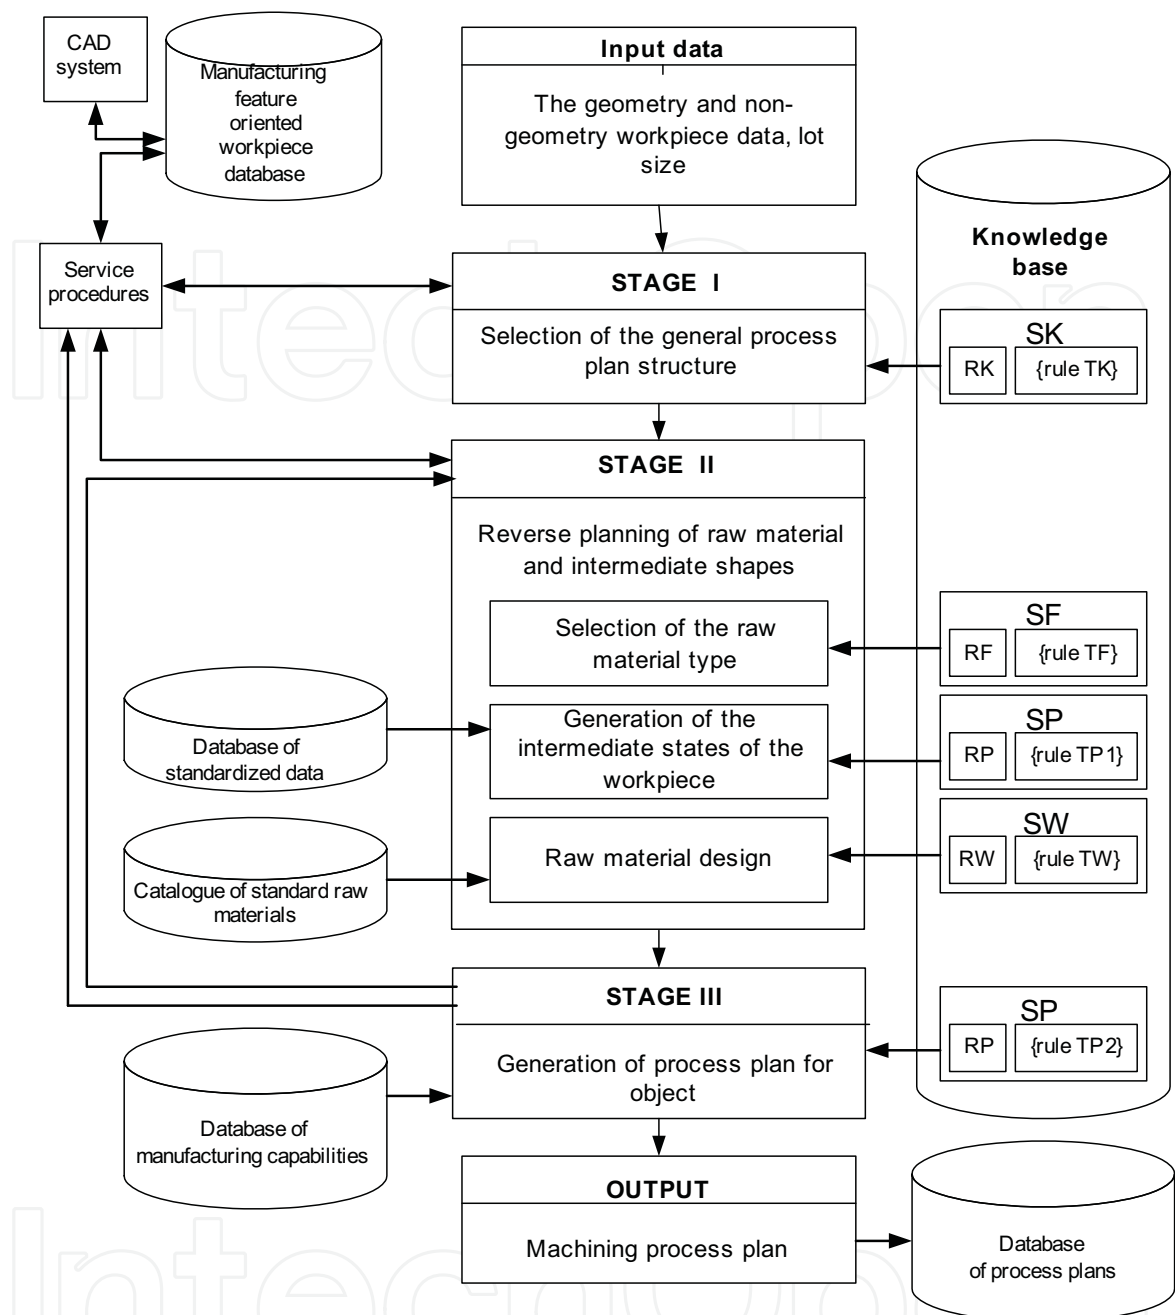 CAD
system
Manufacturing
feature
oriented
workpiece
database
Input data
The geometry and non-
geometry workpiece data, lot
size
Knowledge
base
Service
procedures
STAGE I
Selection of the general process
plan structure
SK
RK
{rule TK}
STAGE II
Reverse planning of raw material
and intermediate shapes
Selection of the raw
material type
SF
RF
{rule TF}
Database of
standardized data
Generation of the
intermediate states of the
workpiece
SP
RP
{rule TP1}
Catalogue of standard raw
materials
Raw material design
SW
RW
{rule TW}
STAGE III
Generation of process plan for
object
SP
RP
{rule TP2}
Database of
manufacturing capabilities
OUTPUT
Machining process plan
Database
of process plans
IntechOpen
IntechOpen